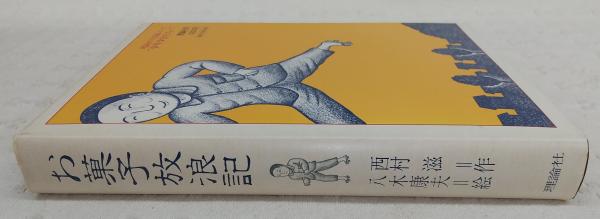 お菓子放浪記
西村 滋＝作
八木康夫＝絵
理論社